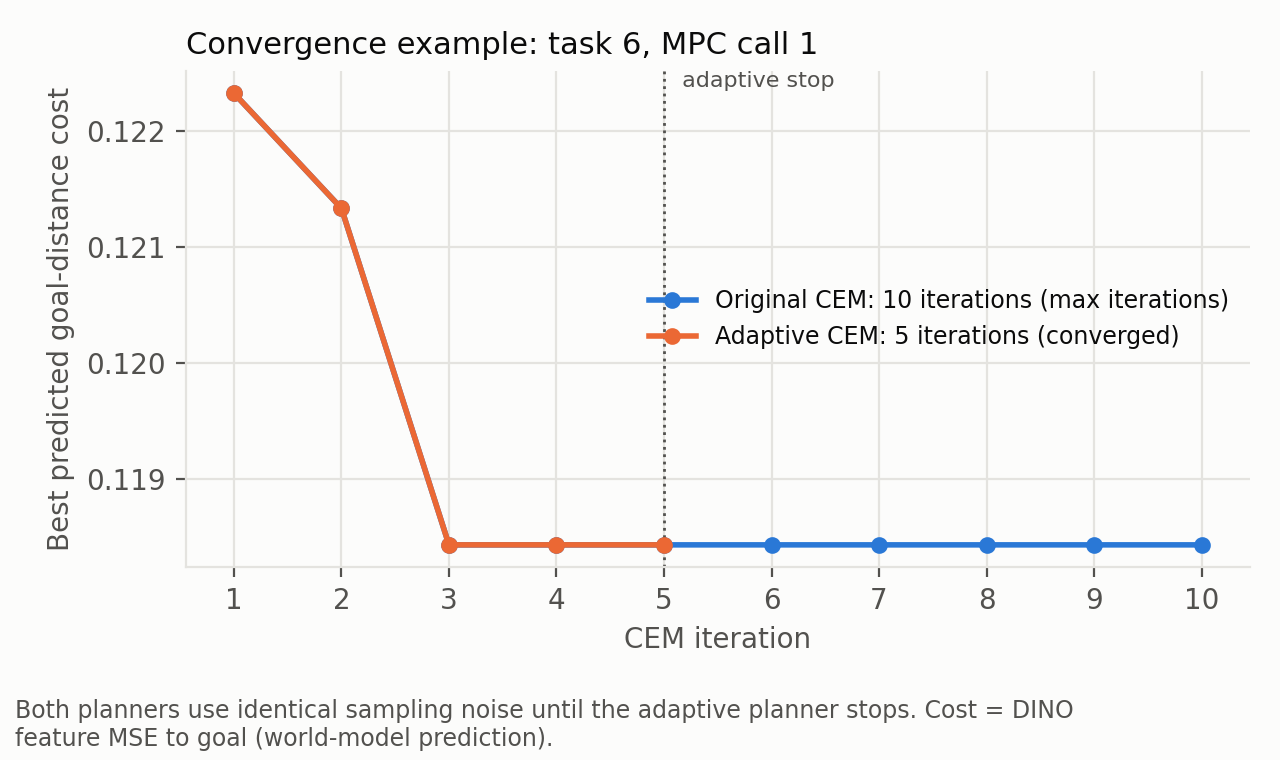 Convergence example: task 6, MPC call 1
adaptive stop
Best predicted goal-distance cost
0.122
0.121
0.120
0.119
Original CEM: 10 iterations (max iterations)
Adaptive CEM: 5 iterations (converged)
1 2 3 4 5 6 7 8 9 10
CEM iteration
Both planners use identical sampling noise until the adaptive planner stops. Cost = DINO
feature MSE to goal (world-model prediction).